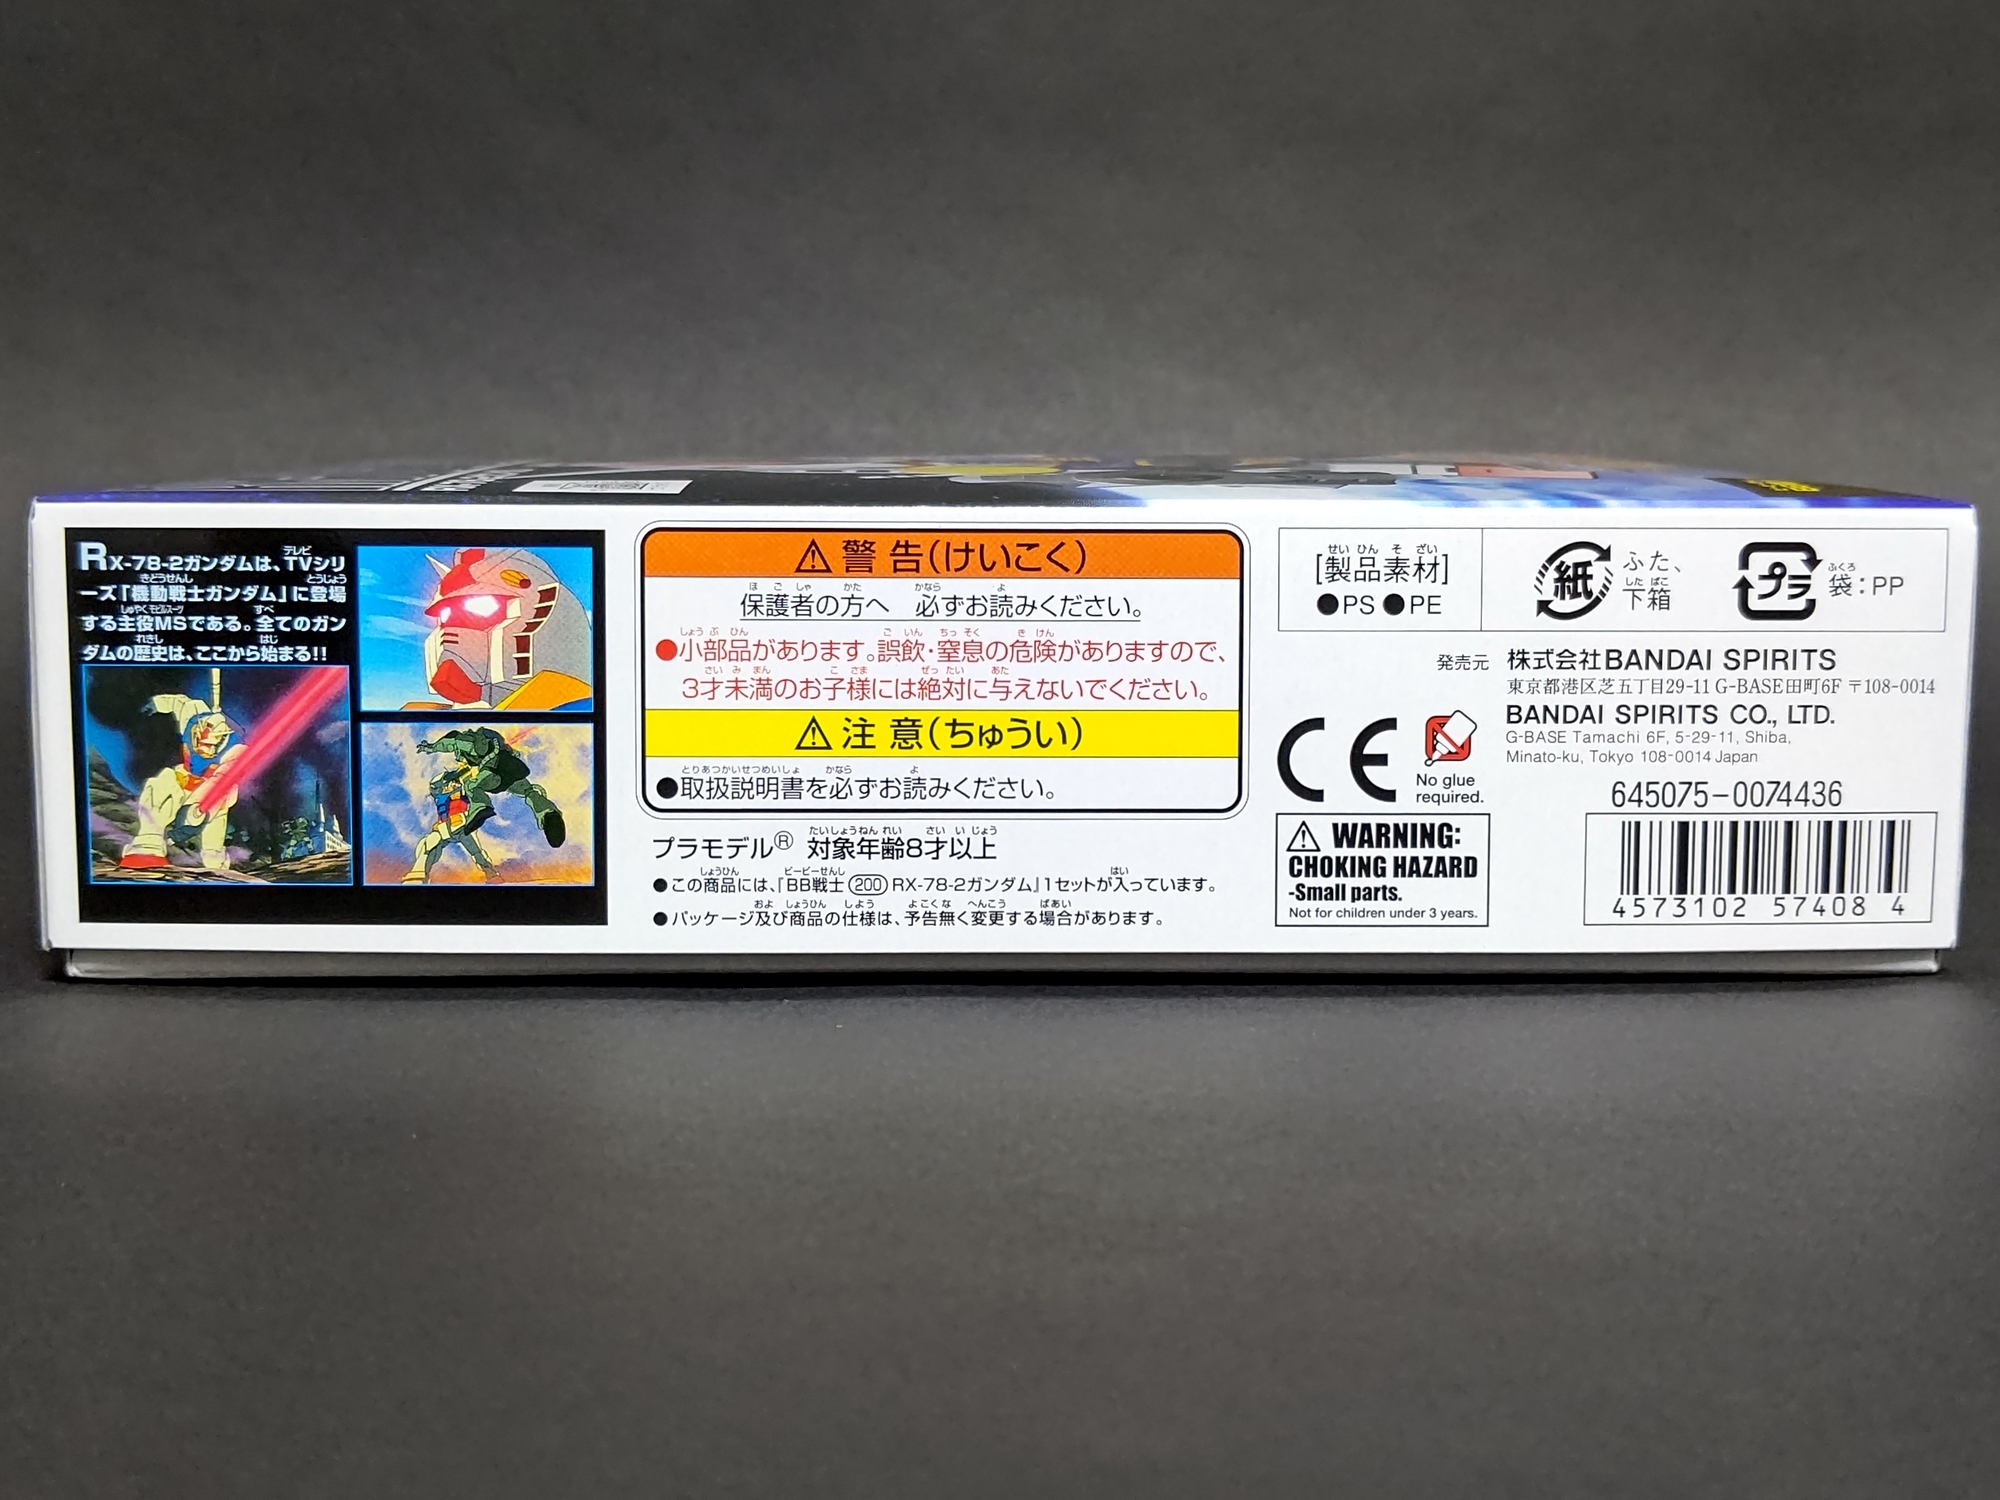 RX-78-2ガンダムは、TVシリ
ーズ「機動戦士ガンダム」に登場
する主役MSである。全てのガン
ダムの歴史は、ここから始まる!!
⚠ 警告(けいこく)
保護者の方へ 必ずお読みください。
●小部品があります。誤飲・窒息の危険がありますので、
3才未満のお子様には絶対に与えないでください。
⚠ 注意(ちゅうい)
●取扱説明書を必ずお読みください。
プラモデル® 対象年齢8才以上
●この商品には、「BB戦士 200 RX-78-2ガンダム」1セットが入っています。
●パッケージ及び商品の仕様は、予告無く変更する場合があります。
[製品素材]
●PS ●PE
紙 ふた、
下箱
プラ 袋:PP
発売元 株式会社BANDAI SPIRITS
東京都港区芝五丁目29-11 G-BASE田町6F 〒108-0014
BANDAI SPIRITS CO., LTD.
G-BASE Tamachi 6F, 5-29-11, Shiba,
Minato-ku, Tokyo 108-0014 Japan
CE
No glue
required.
645075-0074436
⚠ WARNING:
CHOKING HAZARD
-Small parts.
Not for children under 3 years.
4573102 57408 4